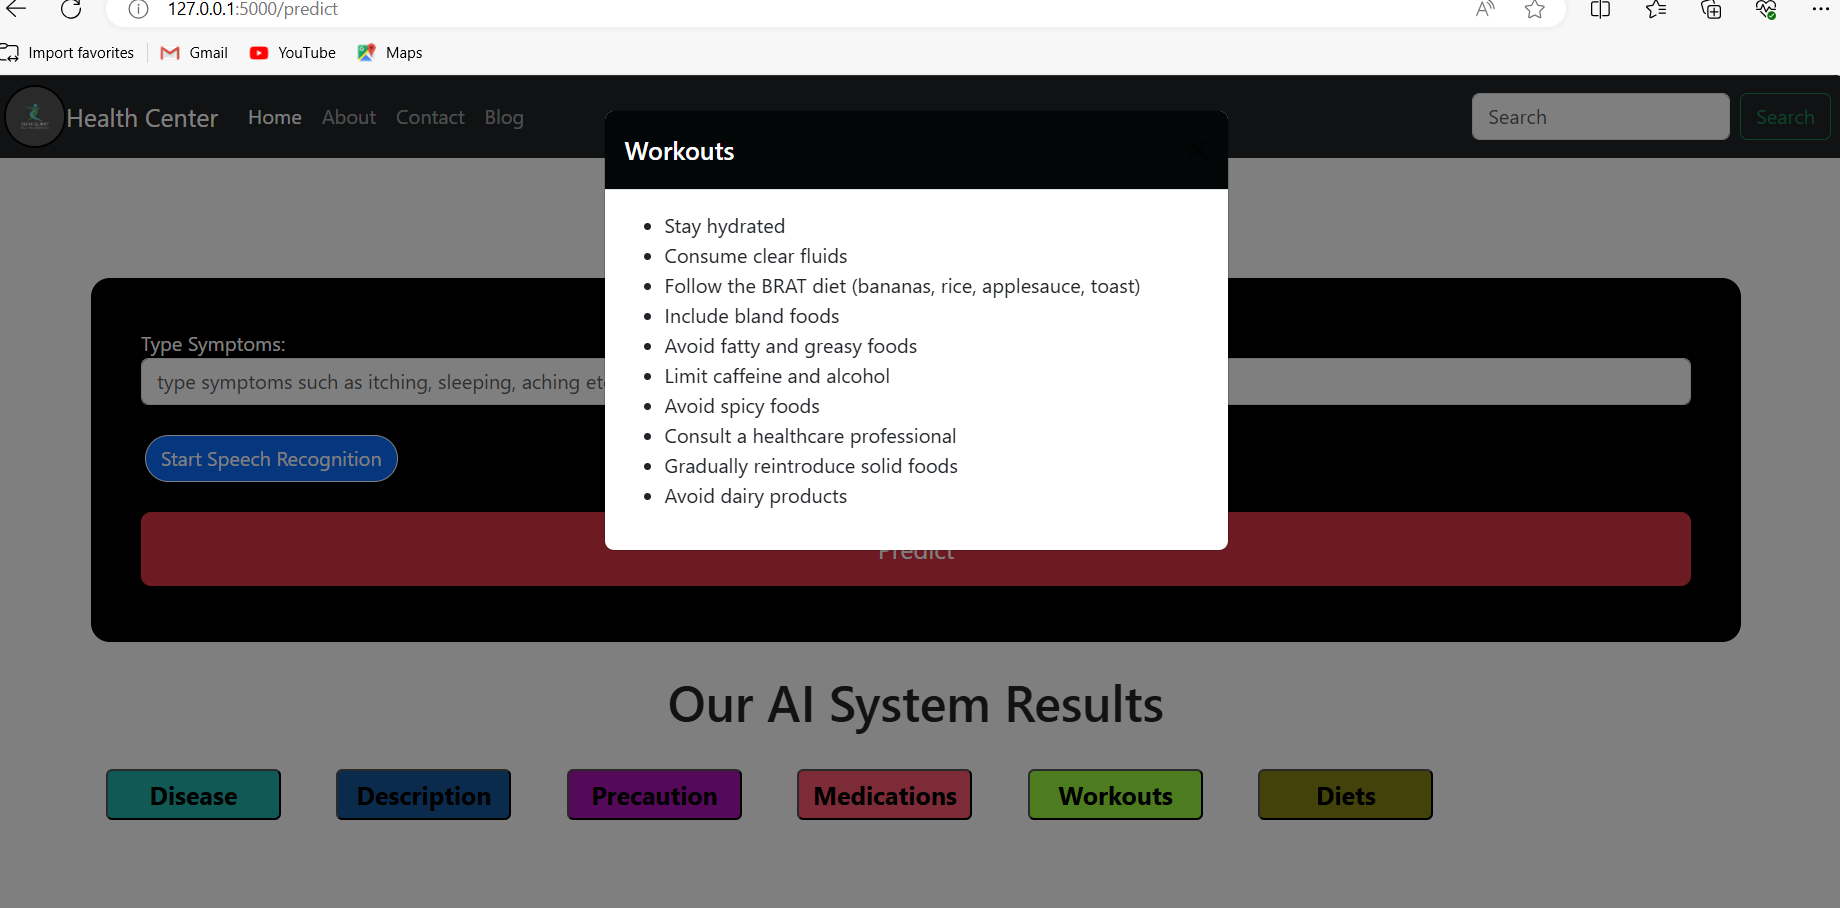 127.0.0.1:5000/predict
Import favorites
Gmail
YouTube
Maps
Health Center
Home
About
Contact
Blog
Search
Search
Workouts
Stay hydrated
Consume clear fluids
Follow the BRAT diet (bananas, rice, applesauce, toast)
Include bland foods
Avoid fatty and greasy foods
Limit caffeine and alcohol
Avoid spicy foods
Consult a healthcare professional
Gradually reintroduce solid foods
Avoid dairy products
Type Symptoms:
type symptoms such as itching, sleeping, aching et
Start Speech Recognition
Predict
Our AI System Results
Disease
Description
Precaution
Medications
Workouts
Diets